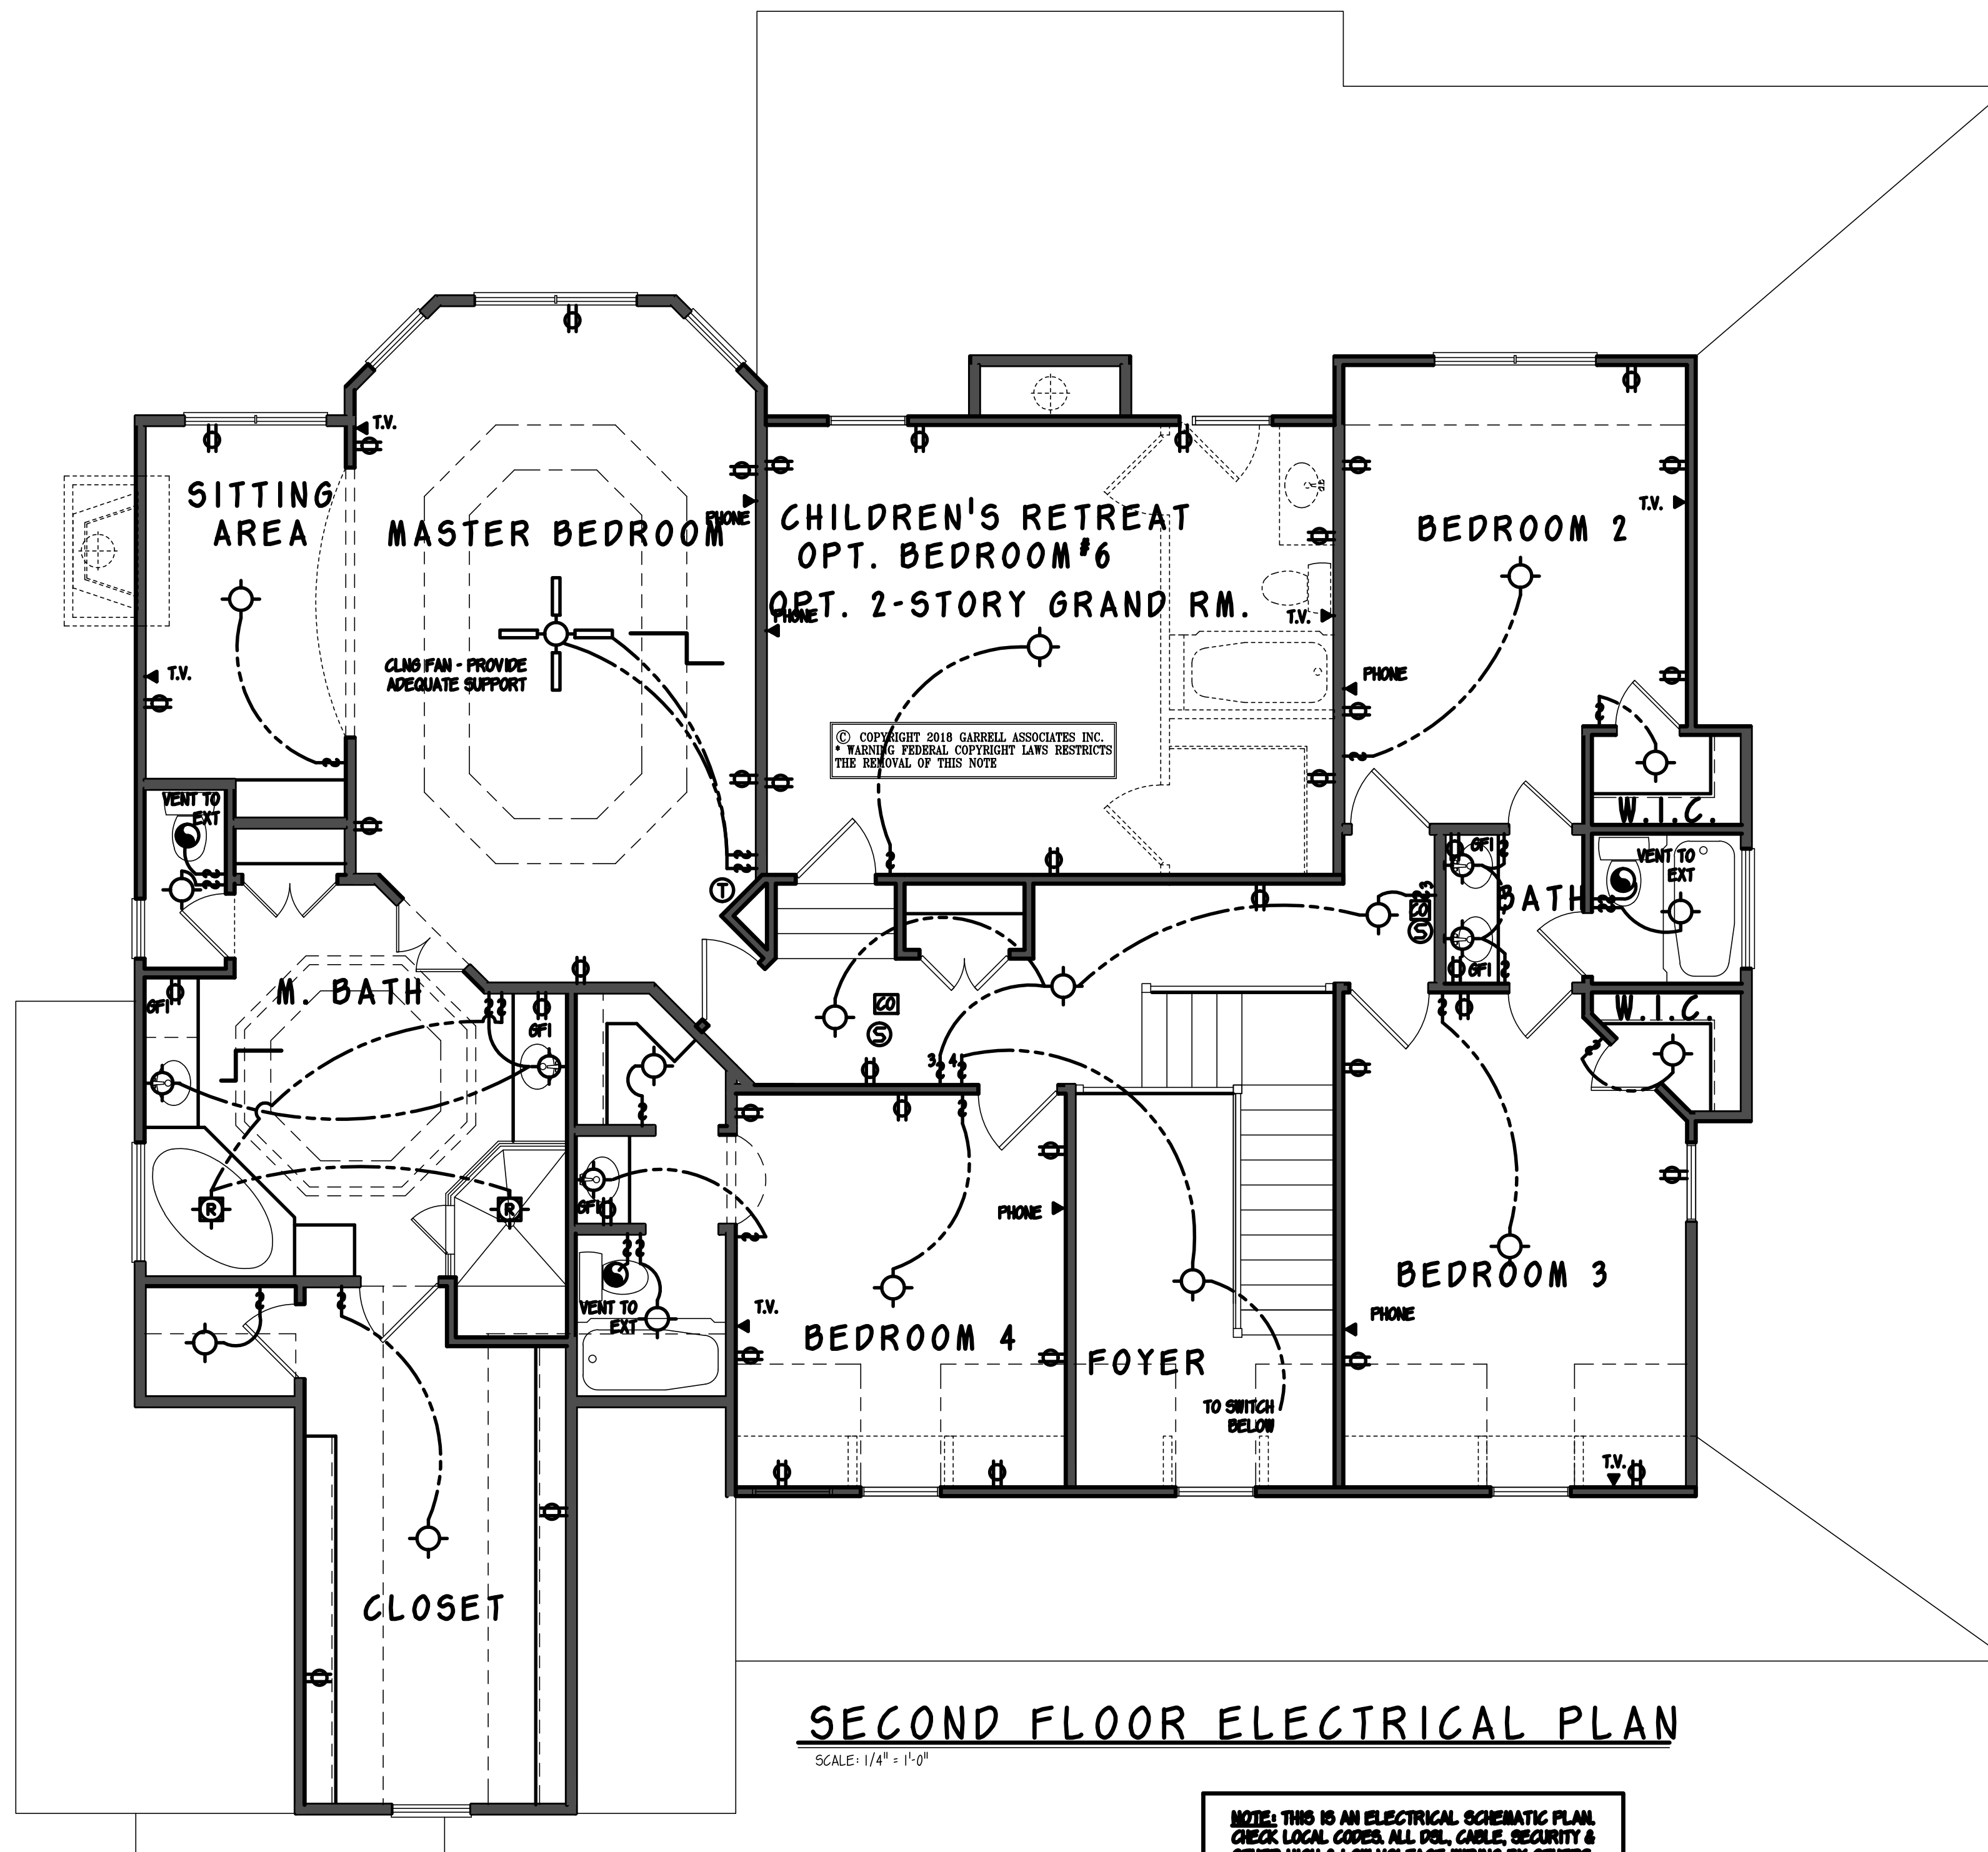 T.V.
SITTING
AREA
MASTER BEDROOM
PHONE
CLNG FAN - PROVIDE
ADEQUATE SUPPORT
T.V.
CHILDREN'S RETREAT
OPT. BEDROOM #6
OPT. 2-STORY GRAND RM.
PHONE
T.V.
© COPYRIGHT 2018 GARRELL ASSOCIATES INC.
* WARNING FEDERAL COPYRIGHT LAWS RESTRICTS
THE REMOVAL OF THIS NOTE
BEDROOM 2
T.V.
PHONE
W.I.C.
VENT TO
EXT
T
GFI
3
S
BATH
VENT TO
EXT
GFI
W.I.C.
M. BATH
GFI
GFI
CO
S
3
4
3
R
R
GFI
VENT TO
EXT
PHONE
T.V.
BEDROOM 4
FOYER
TO SWITCH
BELOW
BEDROOM 3
PHONE
T.V.
CLOSET
SECOND FLOOR ELECTRICAL PLAN
SCALE: 1/4" = 1'-0"
NOTE: THIS IS AN ELECTRICAL SCHEMATIC PLAN.
CHECK LOCAL CODES. ALL DSL, CABLE, SECURITY &